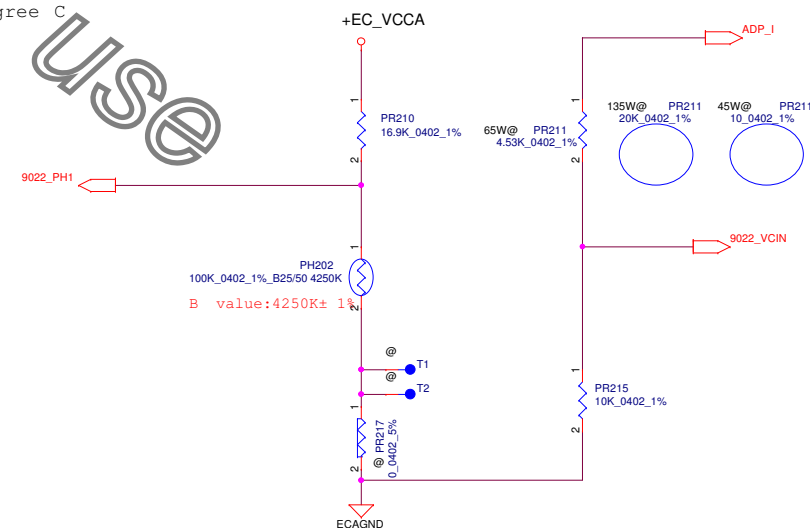 gree C
use
+EC_VCCA
ADP_I
1
PR210
16.9K_0402_1%
2
65W@ PR211
4.53K_0402_1%
1
2
135W@ PR211
20K_0402_1%
45W@ PR211
10_0402_1%
9022_PH1
9022_VCIN
1
PH202
100K_0402_1%_B25/50 4250K
B value:4250K± 1%
2
@
T1
@
T2
1
@ PR217
0_0402_5%
2
1
PR215
10K_0402_1%
2
ECAGND